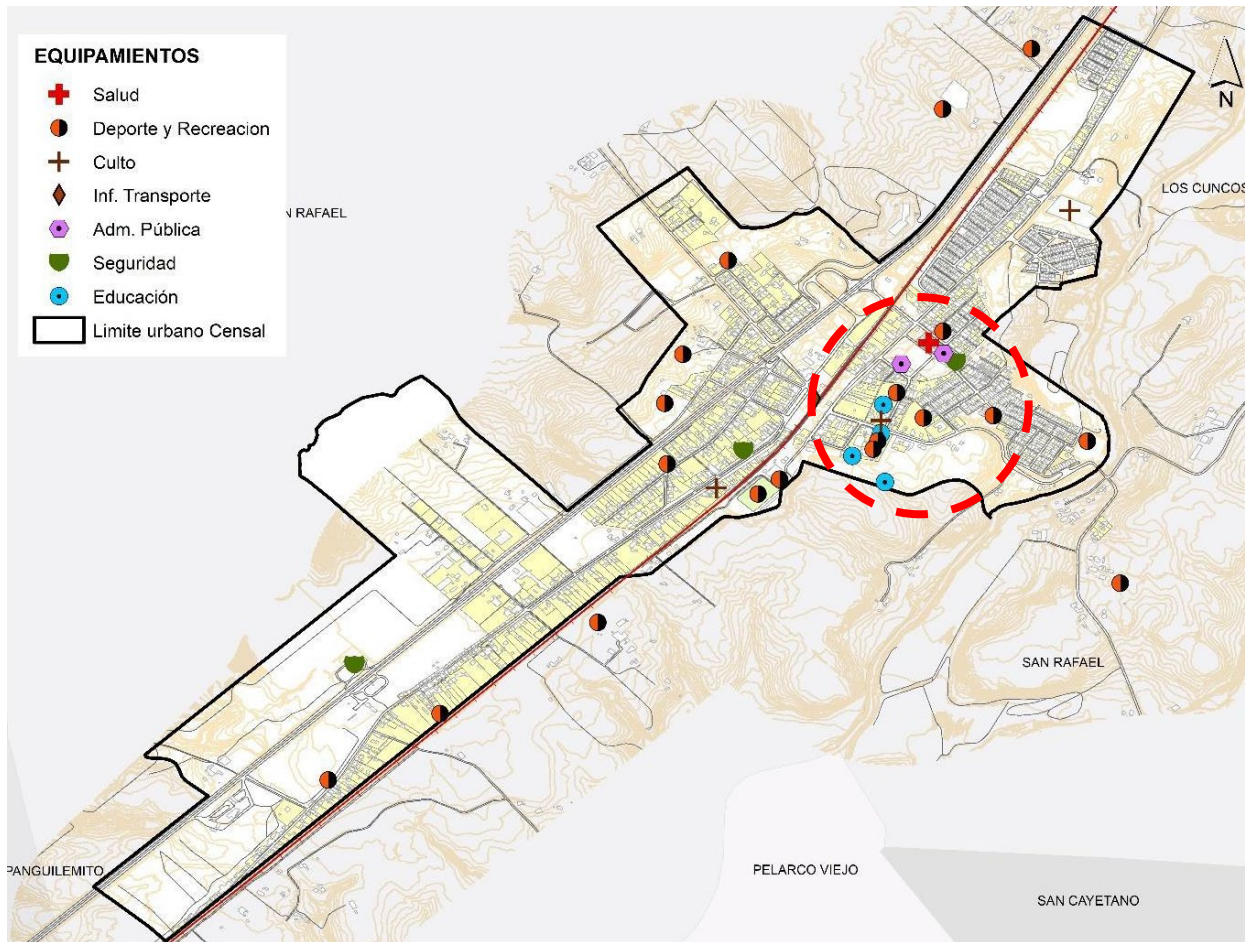 EQUIPAMIENTOS
Salud
Deporte y Recreacion
Culto
Inf. Transporte
Adm. Pública
Seguridad
Educación
Limite urbano Censal
N
N RAFAEL
LOS CUNCOS
SAN RAFAEL
PANGUILEMITO
PELARCO VIEJO
SAN CAYETANO